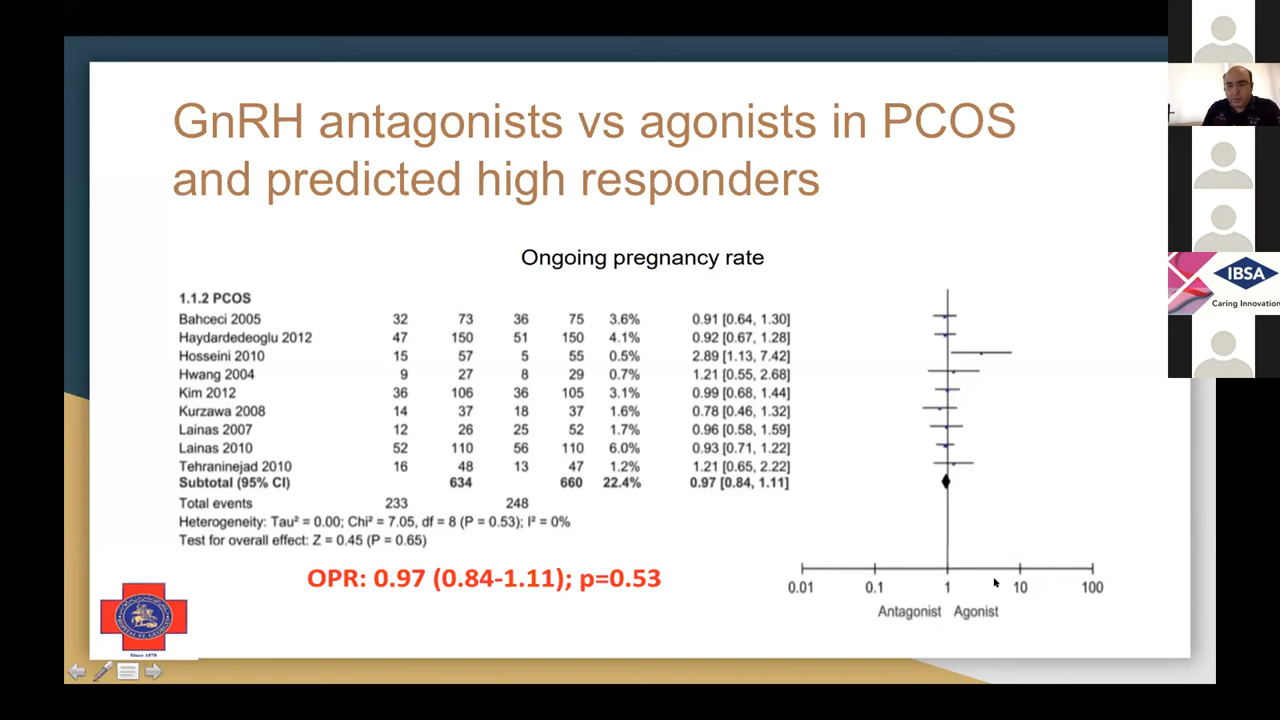 GnRH antagonists vs agonists in PCOS
and predicted high responders
Ongoing pregnancy rate
1.1.2 PCOS
Bahceci 2005 32 73 36 75 3.6% 0.91 [0.64, 1.30]
Haydardedeoglu 2012 47 150 51 150 4.1% 0.92 [0.67, 1.28]
Hosseini 2010 15 57 5 55 0.5% 2.89 [1.13, 7.42]
Hwang 2004 9 27 8 29 0.7% 1.21 [0.55, 2.68]
Kim 2012 36 106 36 105 3.1% 0.99 [0.68, 1.44]
Kurzawa 2008 14 37 18 37 1.6% 0.78 [0.46, 1.32]
Lainas 2007 12 26 25 52 1.7% 0.96 [0.58, 1.59]
Lainas 2010 52 110 56 110 6.0% 0.93 [0.71, 1.22]
Tehraninejad 2010 16 48 13 47 1.2% 1.21 [0.65, 2.22]
Subtotal (95% CI) 634 660 22.4% 0.97 [0.84, 1.11]
Total events 233 248
Heterogeneity: Tau² = 0.00; Chi² = 7.05, df = 8 (P = 0.53); I² = 0%
Test for overall effect: Z = 0.45 (P = 0.65)
OPR: 0.97 (0.84-1.11); p=0.53
0.01 0.1 1 10 100
Antagonist Agonist
Since 1878
IBSA
Caring Innovation